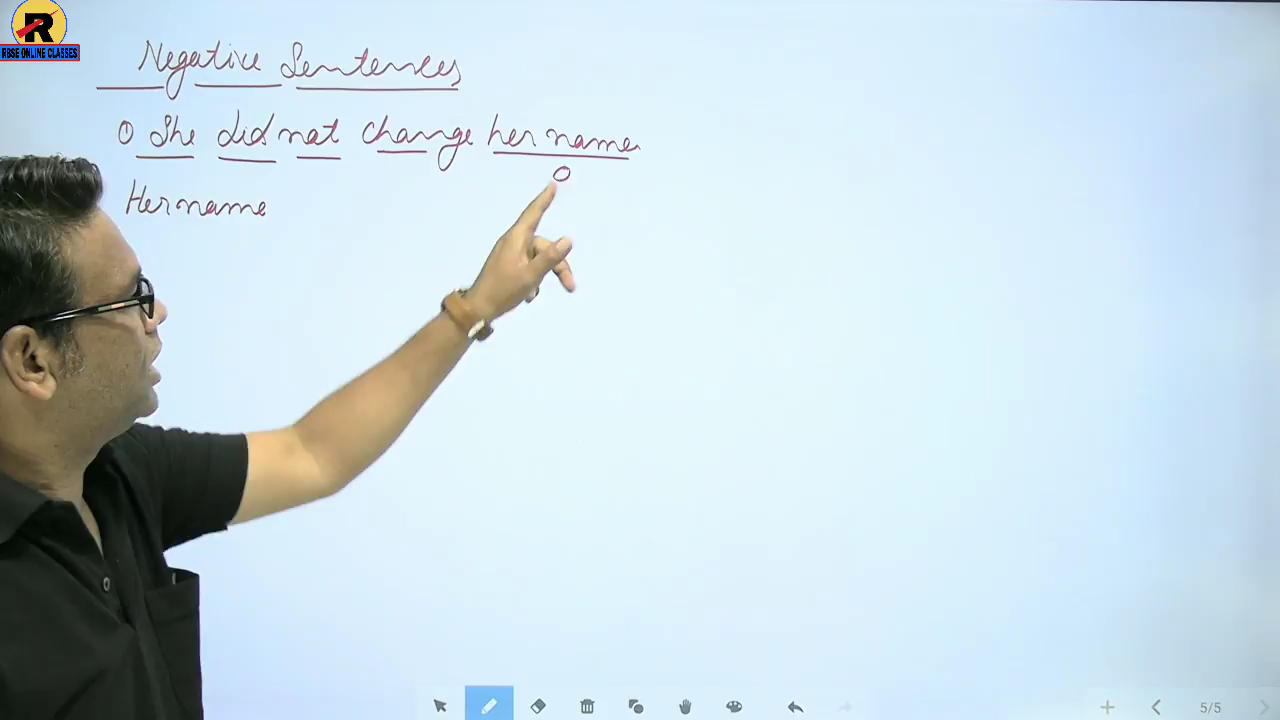 R
RBSE ONLINE CLASSES
Negative Sentences
① She did not change her name.
O
Her name
5/5